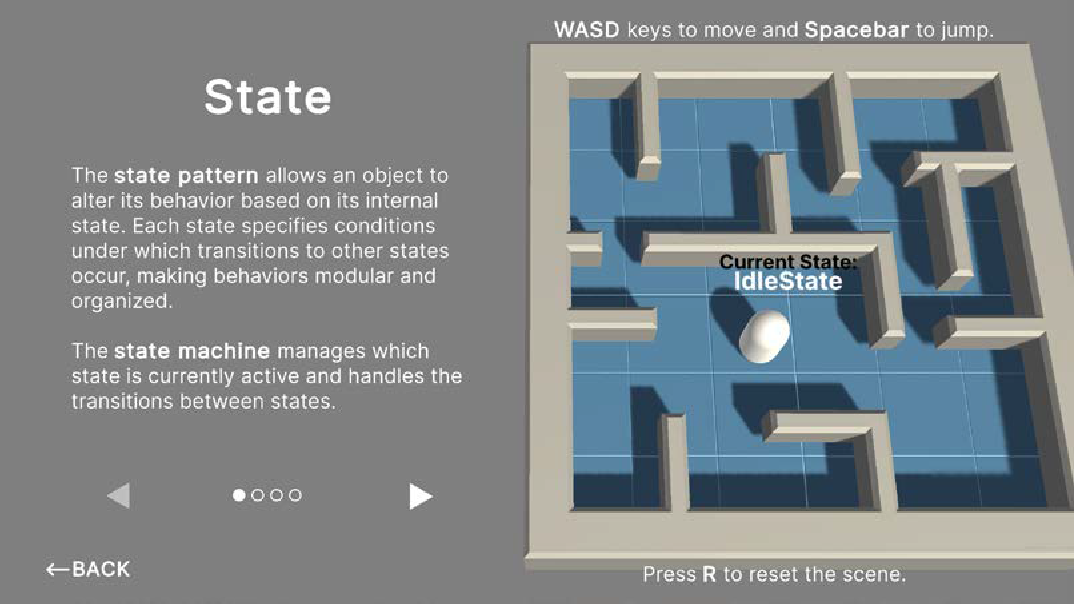 WASD keys to move and Spacebar to jump.
State
The state pattern allows an object to
alter its behavior based on its internal
state. Each state specifies conditions
under which transitions to other states
occur, making behaviors modular and
organized.
The state machine manages which
state is currently active and handles the
transitions between states.
Current State:
IdleState
←BACK
Press R to reset the scene.